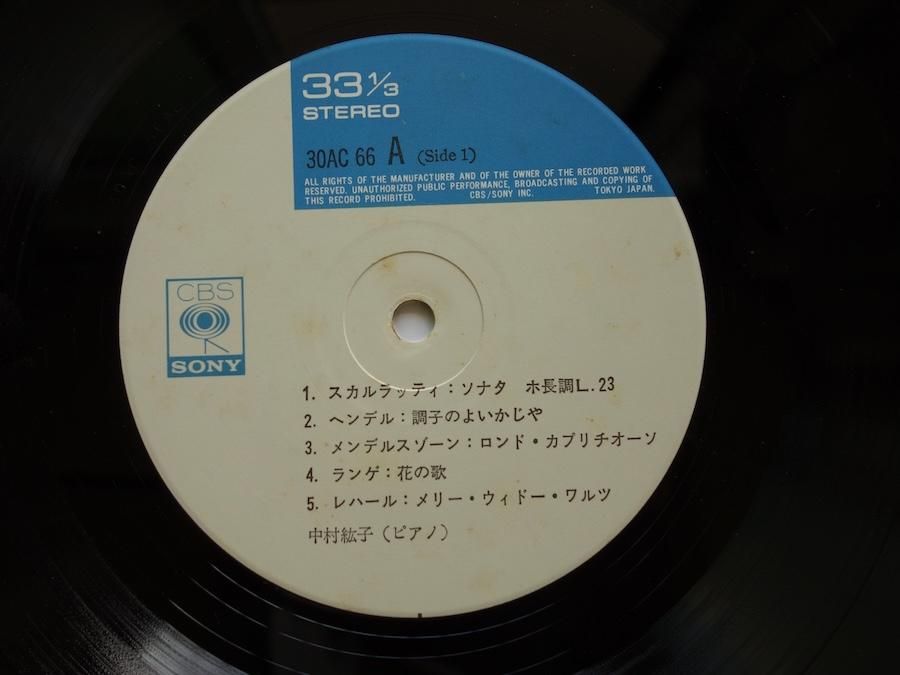 33 1/3
STEREO
30AC 66 A (Side 1)
ALL RIGHTS OF THE MANUFACTURER AND OF THE OWNER OF THE RECORDED WORK
RESERVED. UNAUTHORIZED PUBLIC PERFORMANCE, BROADCASTING AND COPYING OF
THIS RECORD PROHIBITED. CBS/SONY INC. TOKYO JAPAN.
CBS
SONY
1. スカルラッティ：ソナタ ホ長調L.23
2. ヘンデル：調子のよいかじや
3. メンデルスゾーン：ロンド・カプリチオーソ
4. ランゲ：花の歌
5. レハール：メリー・ウィドー・ワルツ
中村紘子（ピアノ）